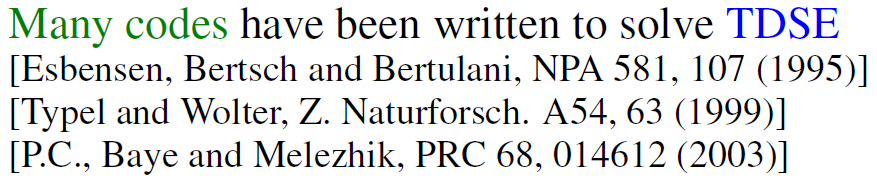 Many codes have been written to solve TDSE
[Esbensen, Bertsch and Bertulani, NPA 581, 107 (1995)]
[Typel and Wolter, Z. Naturforsch. A54, 63 (1999)]
[P.C., Baye and Melezhik, PRC 68, 014612 (2003)]